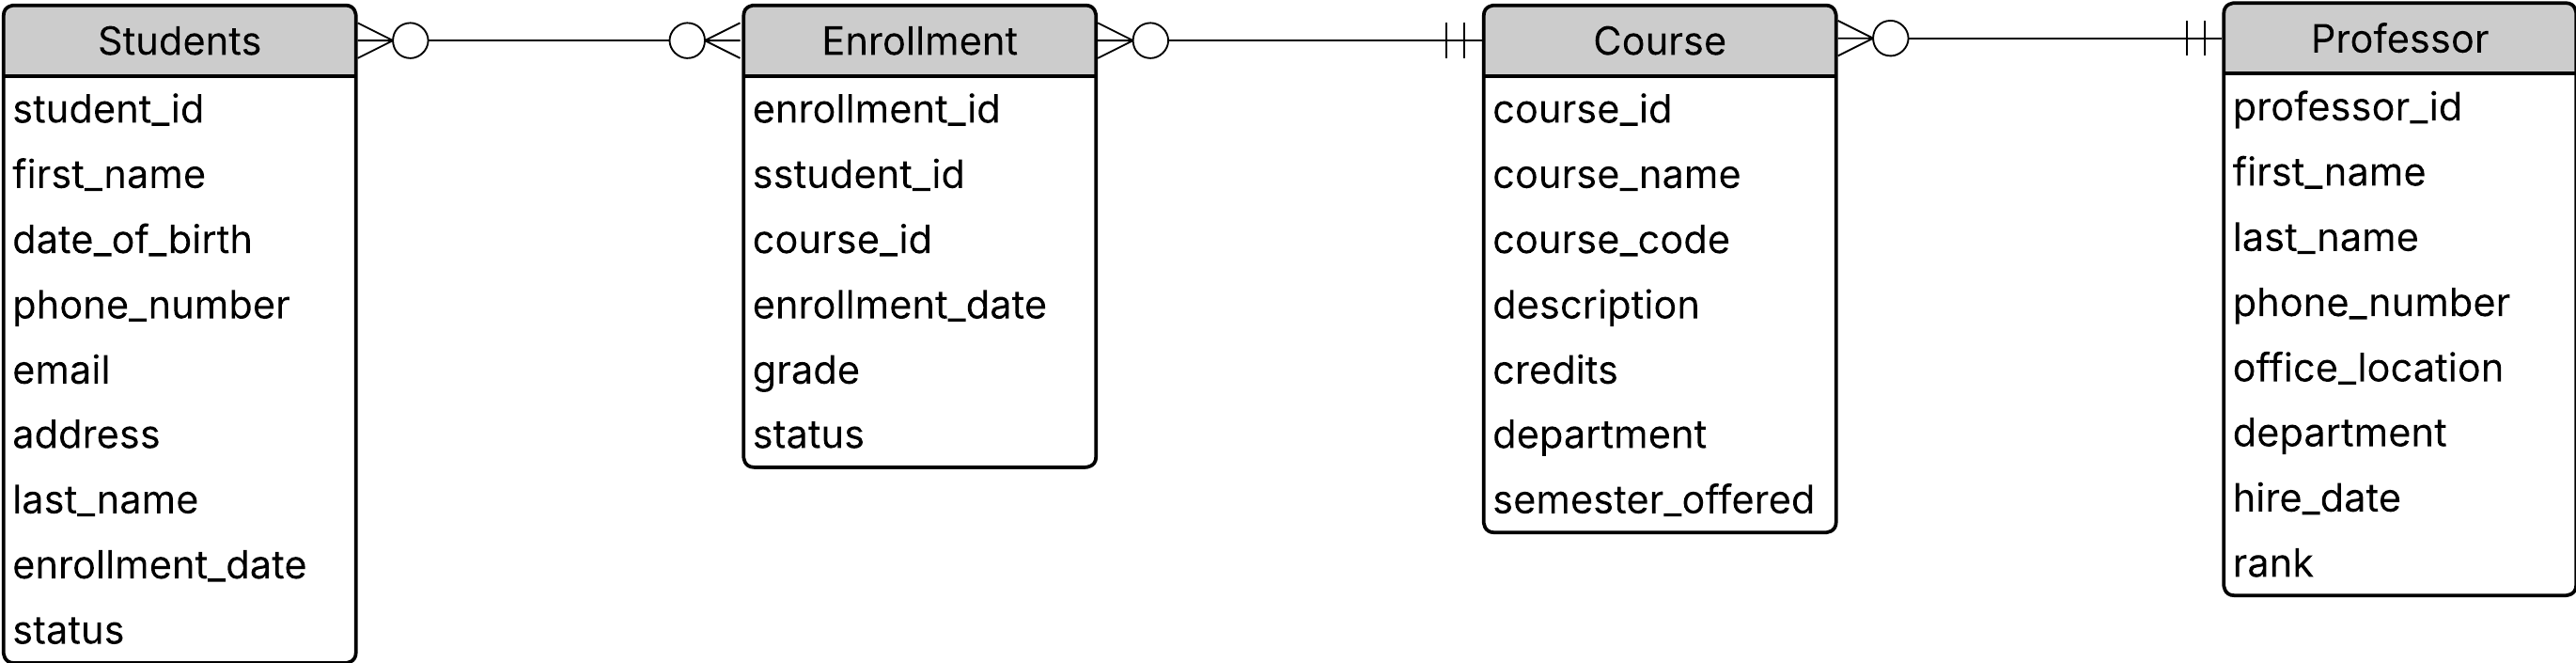 Students
student_id
first_name
date_of_birth
phone_number
email
address
last_name
enrollment_date
status
Enrollment
enrollment_id
sstudent_id
course_id
enrollment_date
grade
status
Course
course_id
course_name
course_code
description
credits
department
semester_offered
Professor
professor_id
first_name
last_name
phone_number
office_location
department
hire_date
rank